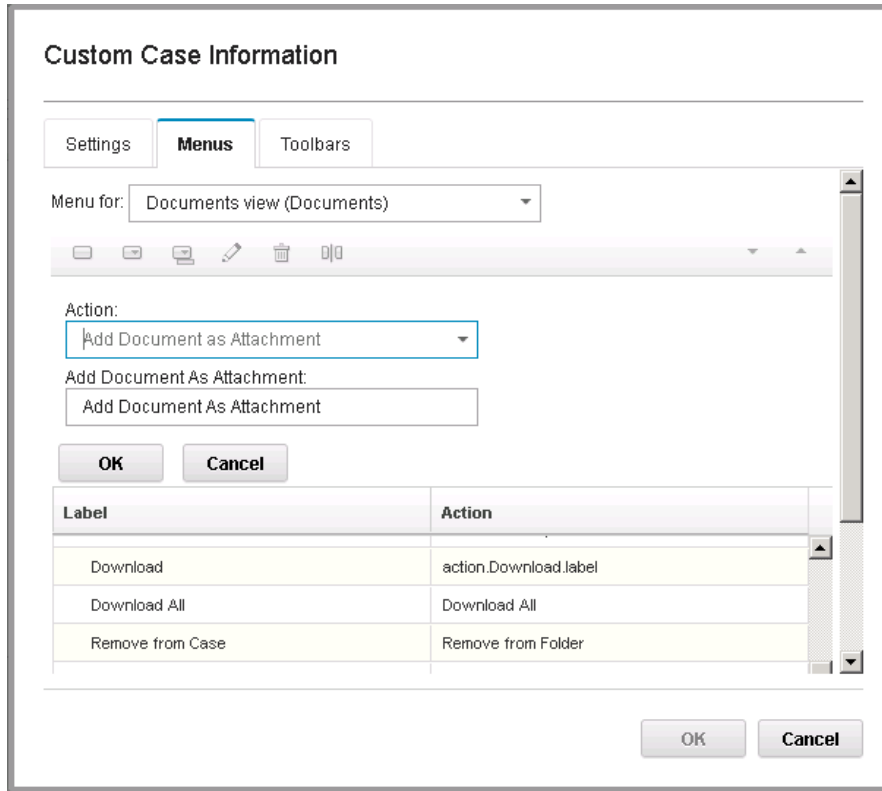 Custom Case Information
Settings Menus Toolbars
Menu for: Documents view (Documents)
Action:
Add Document as Attachment
Add Document As Attachment:
Add Document As Attachment
OK Cancel
Label Action
Download action.Download.label
Download All Download All
Remove from Case Remove from Folder
OK Cancel